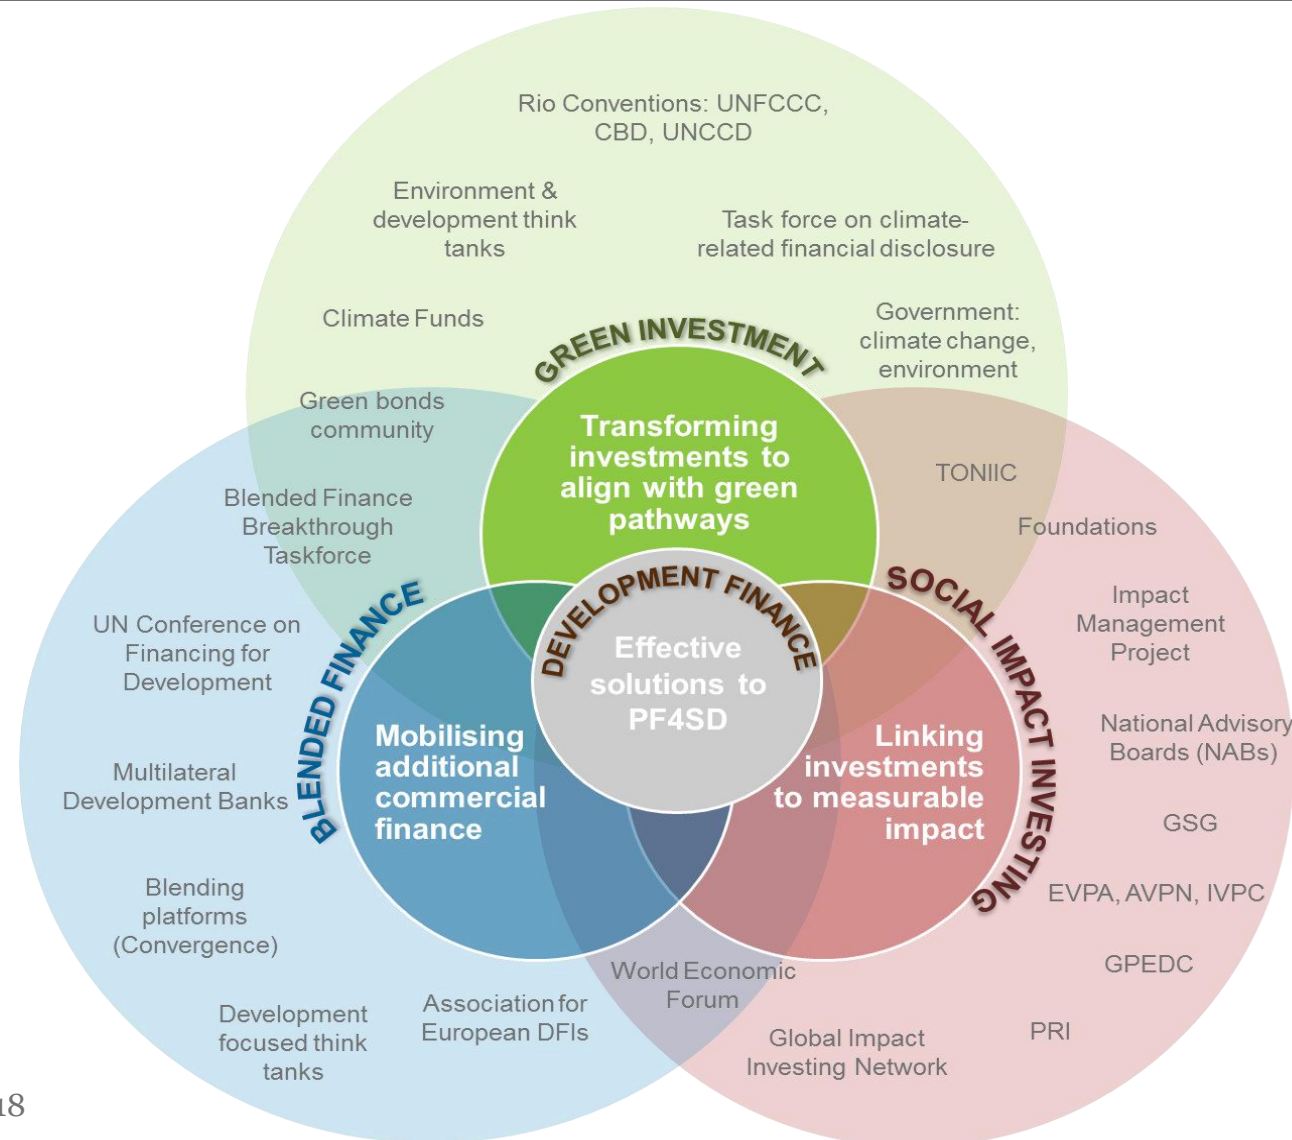 Rio Conventions: UNFCCC,
CBD, UNCCD
Environment &
development think
tanks
Task force on climate-
related financial disclosure
Climate Funds
Government:
climate change,
environment
GREEN INVESTMENT
Green bonds
community
Transforming
investments to
align with green
pathways
TONIIC
Blended Finance
Breakthrough
Taskforce
Foundations
DEVELOPMENT FINANCE
Effective
solutions to
PF4SD
BLENDED FINANCE
SOCIAL IMPACT INVESTING
UN Conference on
Financing for
Development
Impact
Management
Project
Mobilising
additional
commercial
finance
Linking
investments
to measurable
impact
National Advisory
Boards (NABs)
Multilateral
Development Banks
GSG
Blending
platforms
(Convergence)
EVPA, AVPN, IVPC
GPEDC
World Economic
Forum
Association for
European DFIs
Development
focused think
tanks
Global Impact
Investing Network
PRI
18